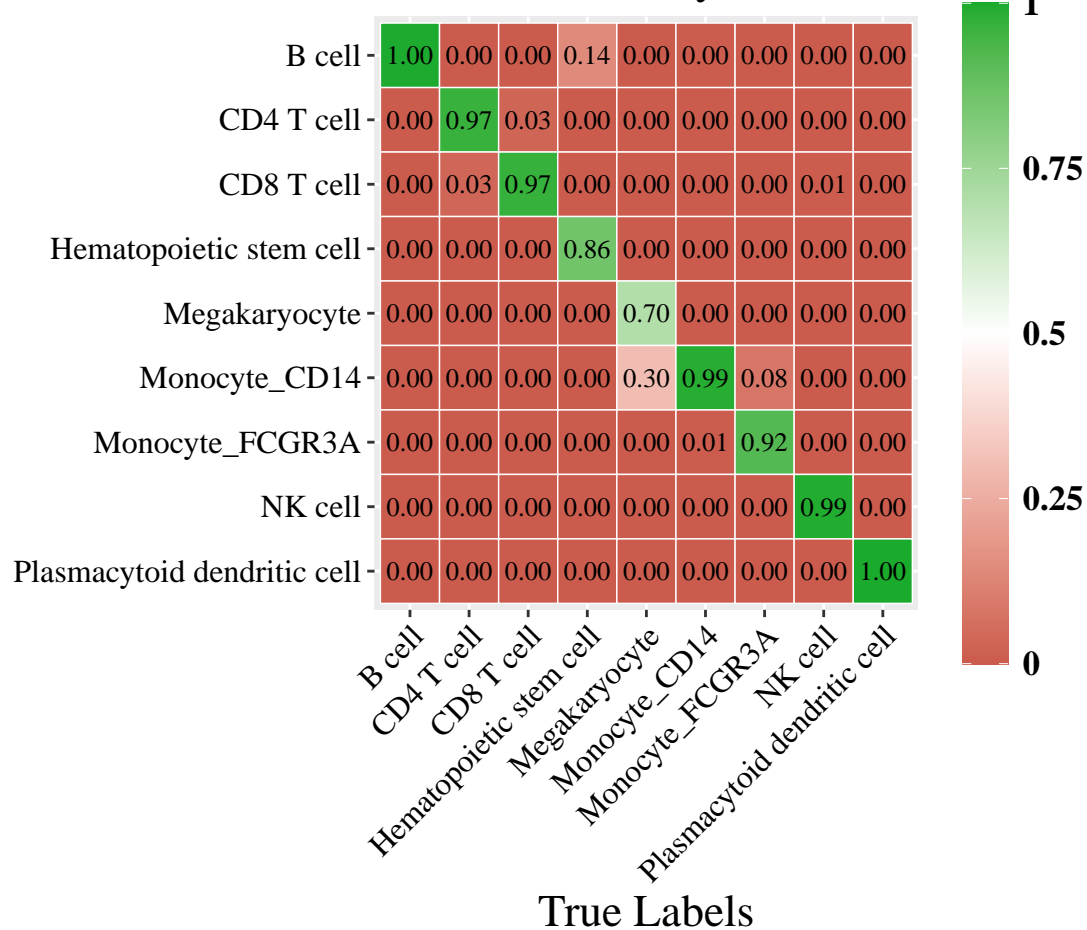 B cell 1.00 0.00 0.00 0.14 0.00 0.00 0.00 0.00 0.00
CD4 T cell 0.00 0.97 0.03 0.00 0.00 0.00 0.00 0.00 0.00
CD8 T cell 0.00 0.03 0.97 0.00 0.00 0.00 0.00 0.01 0.00
Hematopoietic stem cell 0.00 0.00 0.00 0.86 0.00 0.00 0.00 0.00 0.00
Megakaryocyte 0.00 0.00 0.00 0.00 0.70 0.00 0.00 0.00 0.00
Monocyte_CD14 0.00 0.00 0.00 0.00 0.30 0.99 0.08 0.00 0.00
Monocyte_FCGR3A 0.00 0.00 0.00 0.00 0.00 0.01 0.92 0.00 0.00
NK cell 0.00 0.00 0.00 0.00 0.00 0.00 0.00 0.99 0.00
Plasmacytoid dendritic cell 0.00 0.00 0.00 0.00 0.00 0.00 0.00 0.00 1.00
B cell
CD4 T cell
CD8 T cell
Hematopoietic stem cell
Megakaryocyte
Monocyte_CD14
Monocyte_FCGR3A
NK cell
Plasmacytoid dendritic cell
True Labels
1
0.75
0.5
0.25
0